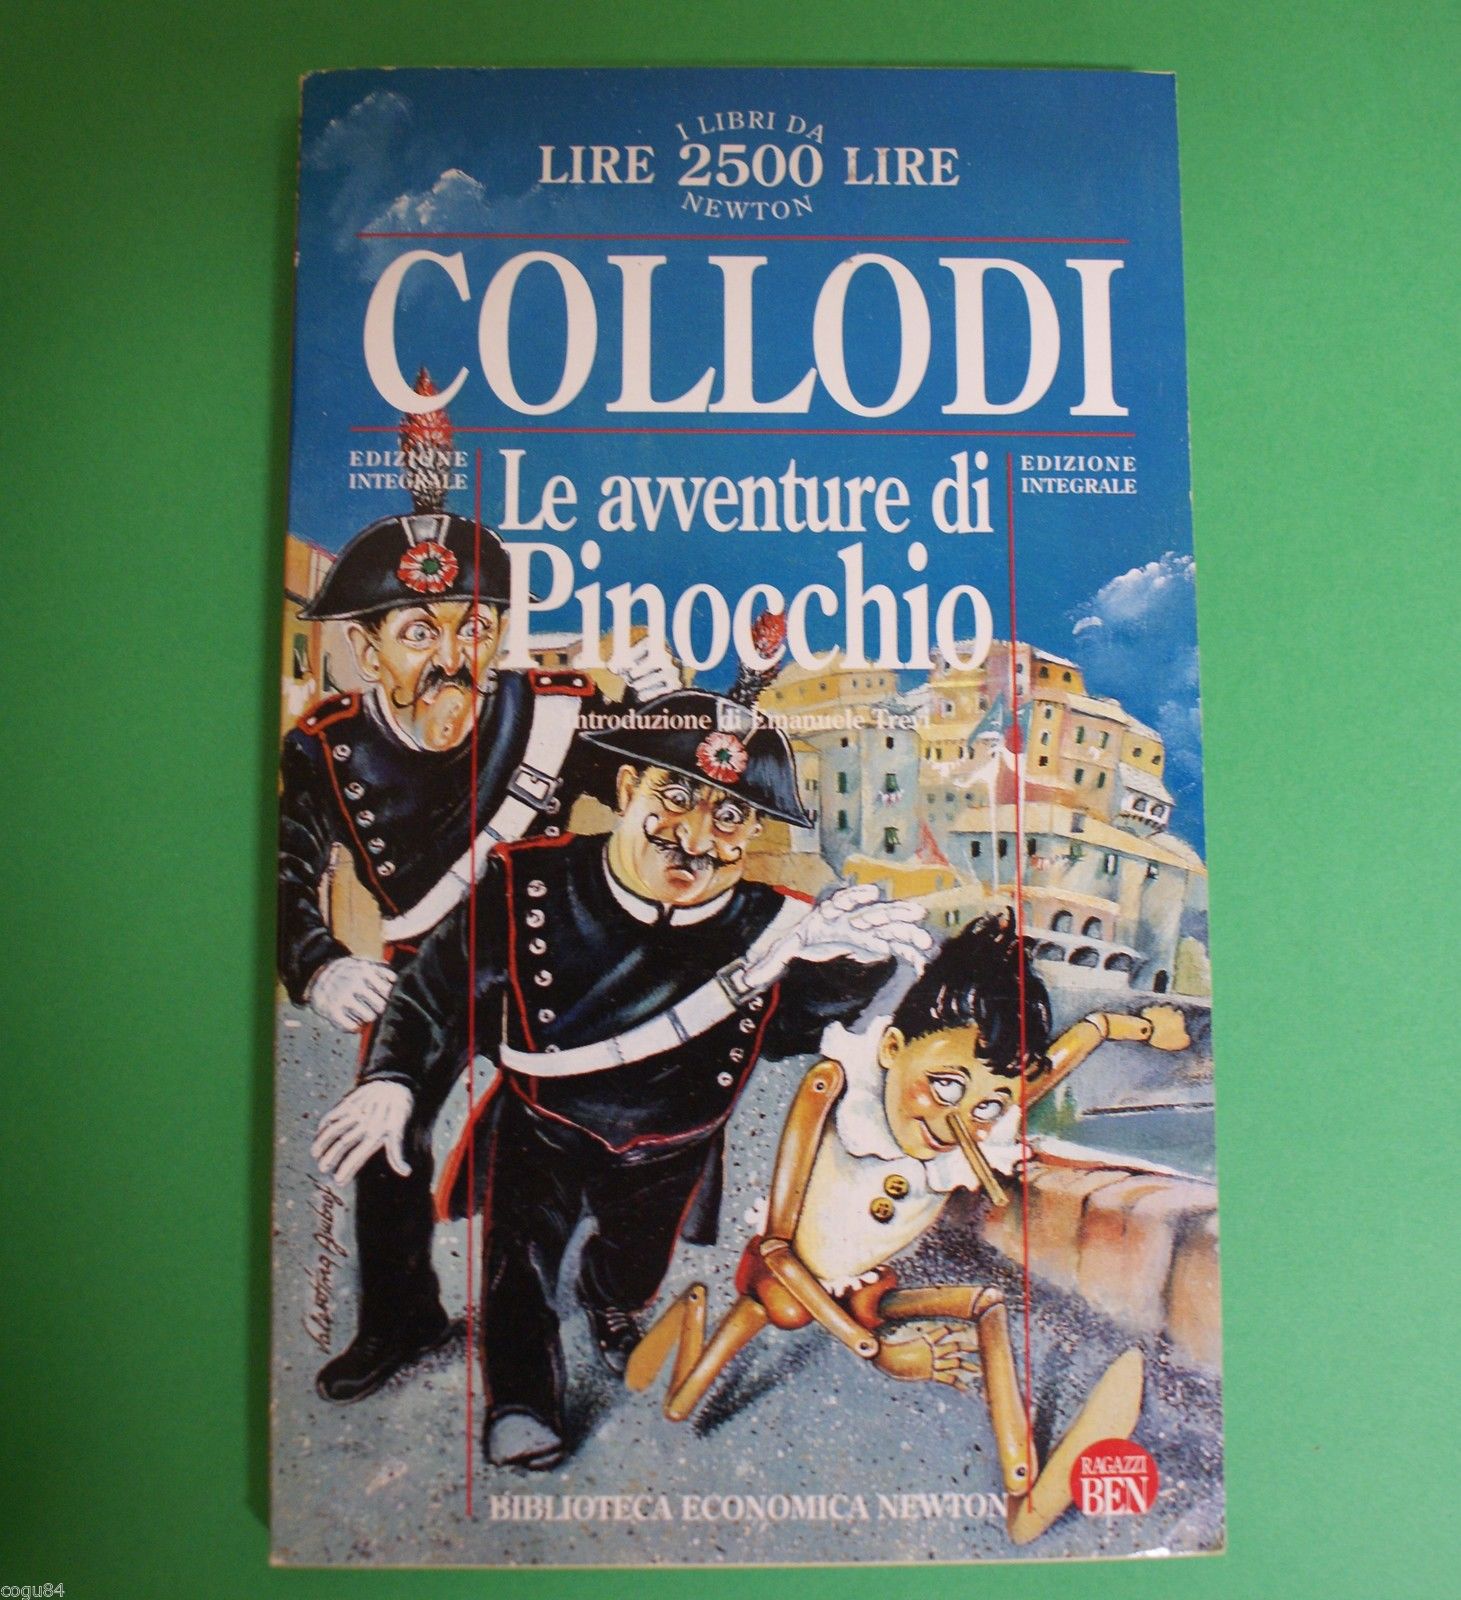 I LIBRI DA
LIRE 2500 LIRE
NEWTON
COLLODI
EDIZIONE
INTEGRALE
Le avventure di
Pinocchio
EDIZIONE
INTEGRALE
Introduzione di Emanuele Trevi
RAGAZZI
BEN
BIBLIOTECA ECONOMICA NEWTON
cogu84